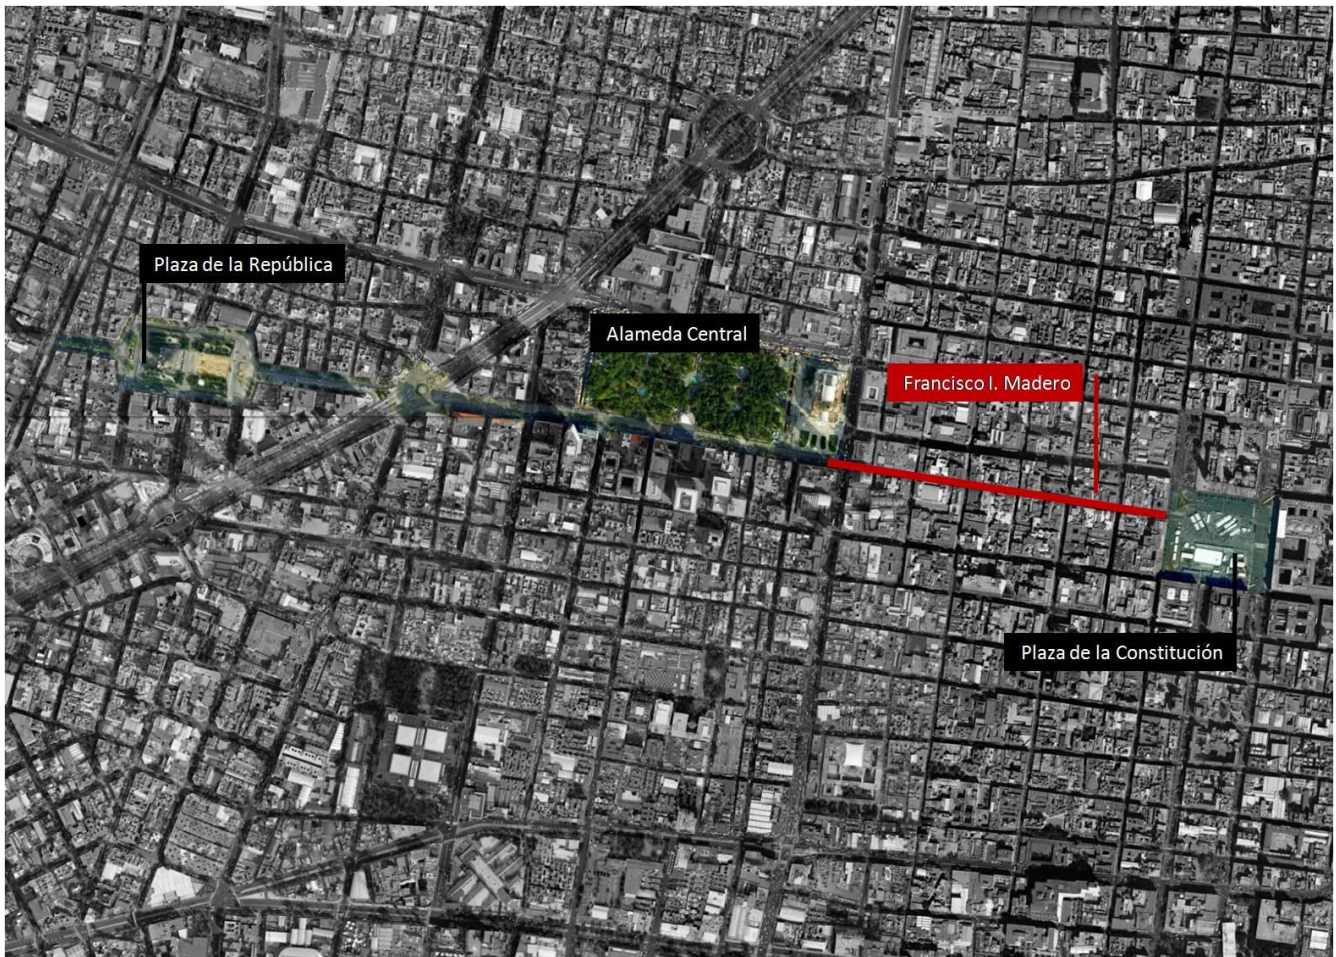 Plaza de la República
Alameda Central
Francisco I. Madero
Plaza de la Constitución